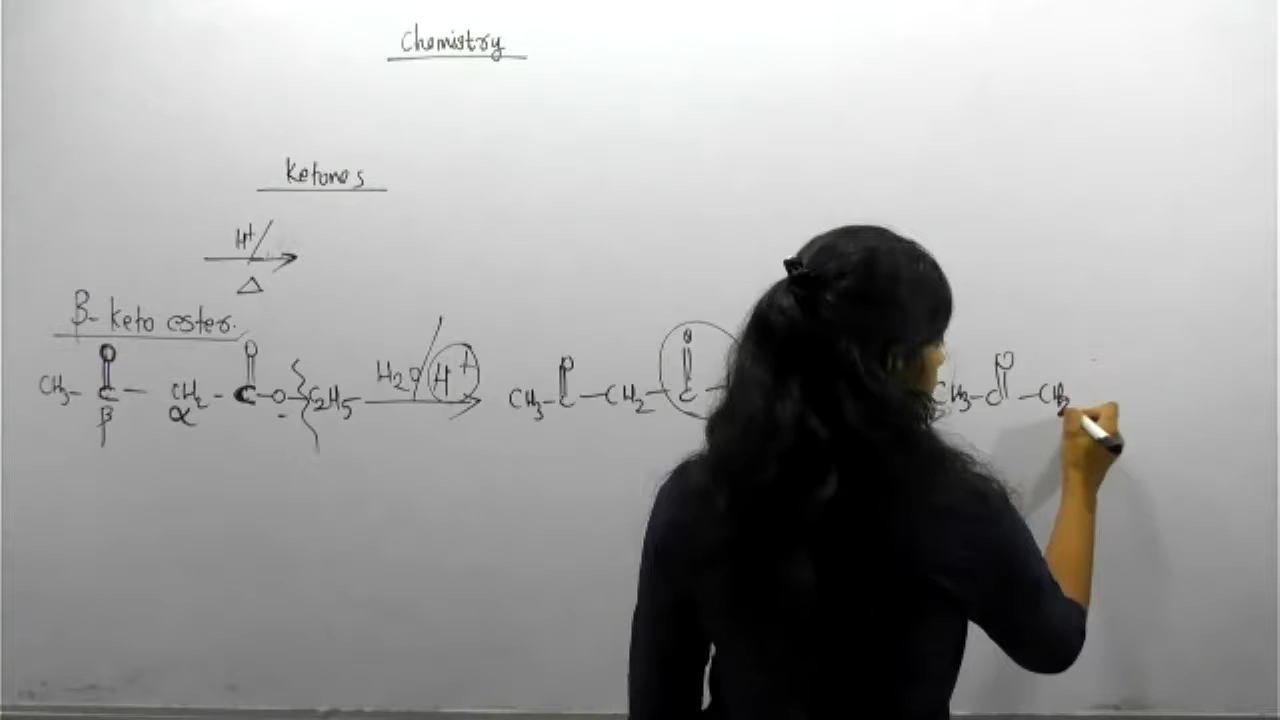 Chemistry
Ketones
H+/
Δ
β- keto ester.
O O O O O
CH3- C - CH2 - C -O- C2H5 H2O/H+ CH3- C -CH2- C - CH3-C -CH3
β α